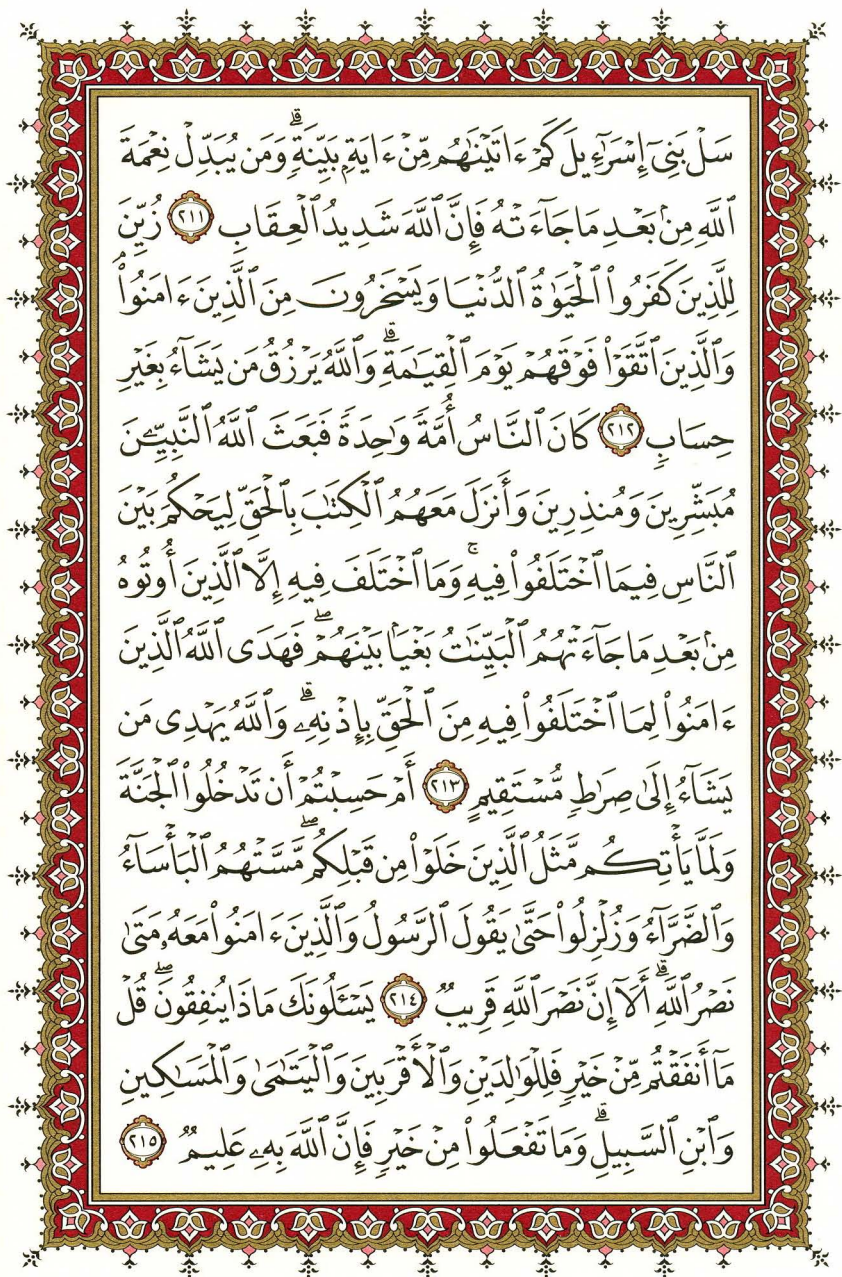 سَلْ بَنِىٓ إِسْرَٰٓءِيلَ كَمْ ءَاتَيْنَٰهُم مِّنْ ءَايَةٍۭ بَيِّنَةٍۗ وَمَن يُبَدِّلْ نِعْمَةَ
ٱللَّهِ مِنۢ بَعْدِ مَا جَآءَتْهُ فَإِنَّ ٱللَّهَ شَدِيدُ ٱلْعِقَابِ ٢١١ زُيِّنَ
لِلَّذِينَ كَفَرُوا۟ ٱلْحَيَوٰةُ ٱلدُّنْيَا وَيَسْخَرُونَ مِنَ ٱلَّذِينَ ءَامَنُوا۟ۘ
وَٱلَّذِينَ ٱتَّقَوْا۟ فَوْقَهُمْ يَوْمَ ٱلْقِيَٰمَةِۗ وَٱللَّهُ يَرْزُقُ مَن يَشَآءُ بِغَيْرِ
حِسَابٍ ٢١٢ كَانَ ٱلنَّاسُ أُمَّةً وَٰحِدَةً فَبَعَثَ ٱللَّهُ ٱلنَّبِيِّۦنَ
مُبَشِّرِينَ وَمُنذِرِينَ وَأَنزَلَ مَعَهُمُ ٱلْكِتَٰبَ بِٱلْحَقِّ لِيَحْكُمَ بَيْنَ
ٱلنَّاسِ فِيمَا ٱخْتَلَفُوا۟ فِيهِۚ وَمَا ٱخْتَلَفَ فِيهِ إِلَّا ٱلَّذِينَ أُوتُوهُ
مِنۢ بَعْدِ مَا جَآءَتْهُمُ ٱلْبَيِّنَٰتُ بَغْيًۢا بَيْنَهُمْۖ فَهَدَى ٱللَّهُ ٱلَّذِينَ
ءَامَنُوا۟ لِمَا ٱخْتَلَفُوا۟ فِيهِ مِنَ ٱلْحَقِّ بِإِذْنِهِۦۗ وَٱللَّهُ يَهْدِى مَن
يَشَآءُ إِلَىٰ صِرَٰطٍ مُّسْتَقِيمٍ ٢١٣ أَمْ حَسِبْتُمْ أَن تَدْخُلُوا۟ ٱلْجَنَّةَ
وَلَمَّا يَأْتِكُم مَّثَلُ ٱلَّذِينَ خَلَوْا۟ مِن قَبْلِكُمۖ مَّسَّتْهُمُ ٱلْبَأْسَآءُ
وَٱلضَّرَّآءُ وَزُلْزِلُوا۟ حَتَّىٰ يَقُولَ ٱلرَّسُولُ وَٱلَّذِينَ ءَامَنُوا۟ مَعَهُۥ مَتَىٰ
نَصْرُ ٱللَّهِۗ أَلَآ إِنَّ نَصْرَ ٱللَّهِ قَرِيبٌ ٢١٤ يَسْـَٔلُونَكَ مَاذَا يُنفِقُونَۖ قُلْ
مَآ أَنفَقْتُم مِّنْ خَيْرٍ فَلِلْوَٰلِدَيْنِ وَٱلْأَقْرَبِينَ وَٱلْيَتَٰمَىٰ وَٱلْمَسَٰكِينِ
وَٱبْنِ ٱلسَّبِيلِۗ وَمَا تَفْعَلُوا۟ مِنْ خَيْرٍ فَإِنَّ ٱللَّهَ بِهِۦ عَلِيمٌ ٢١٥